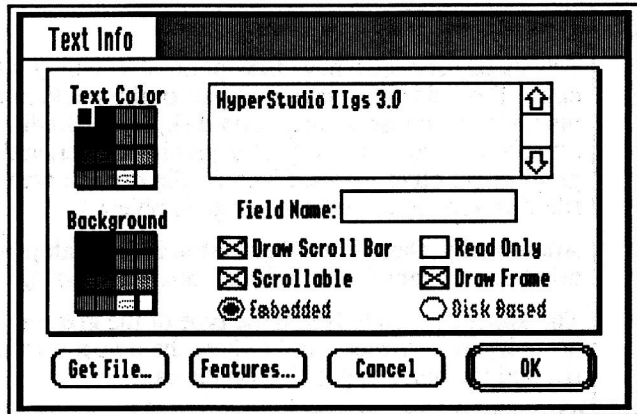 Text Info
Text Color
HyperStudio IIgs 3.0
Field Name:
Background
Draw Scroll Bar
Read Only
Scrollable
Draw Frame
Embedded
Disk Based
Get File…
Features…
Cancel
OK